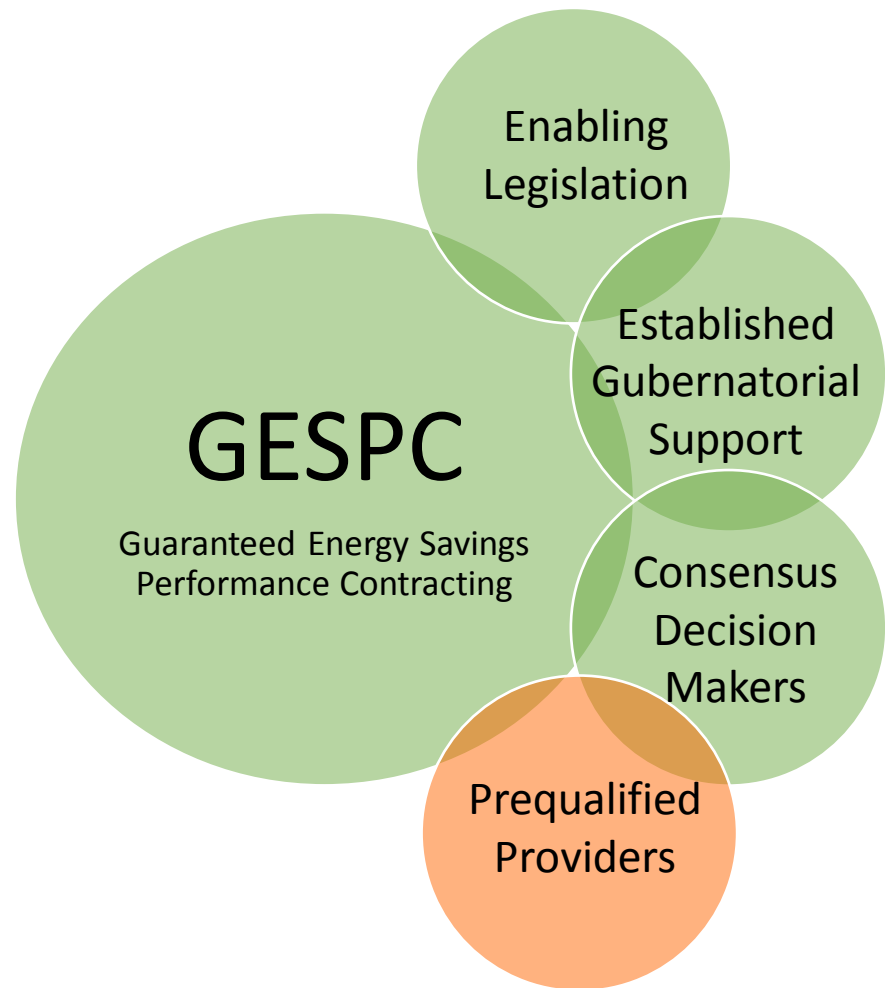 Enabling
Legislation
Established
Gubernatorial
Support
GESPC
Guaranteed Energy Savings
Performance Contracting
Consensus
Decision
Makers
Prequalified
Providers